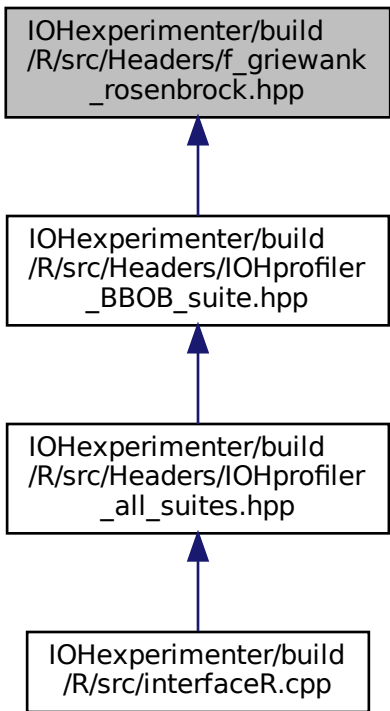 IOHexperimenter/build
/R/src/Headers/f_griewank
_rosenbrock.hpp
IOHexperimenter/build
/R/src/Headers/IOHprofiler
_BBOB_suite.hpp
IOHexperimenter/build
/R/src/Headers/IOHprofiler
_all_suites.hpp
IOHexperimenter/build
/R/src/interfaceR.cpp